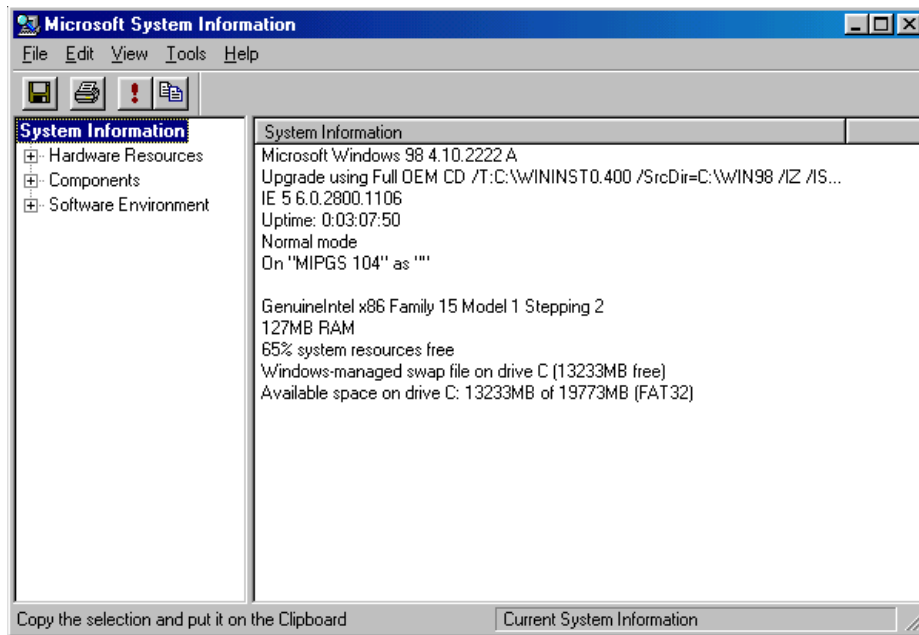 Microsoft System Information
File Edit View Tools Help
System Information
Hardware Resources
Components
Software Environment
System Information
Microsoft Windows 98 4.10.2222 A
Upgrade using Full OEM CD /T:C:\WININST0.400 /SrcDir=C:\WIN98 /IZ /IS...
IE 5 6.0.2800.1106
Uptime: 0:03:07:50
Normal mode
On "MIPGS 104" as ""
GenuineIntel x86 Family 15 Model 1 Stepping 2
127MB RAM
65% system resources free
Windows-managed swap file on drive C (13233MB free)
Available space on drive C: 13233MB of 19773MB (FAT32)
Copy the selection and put it on the Clipboard
Current System Information